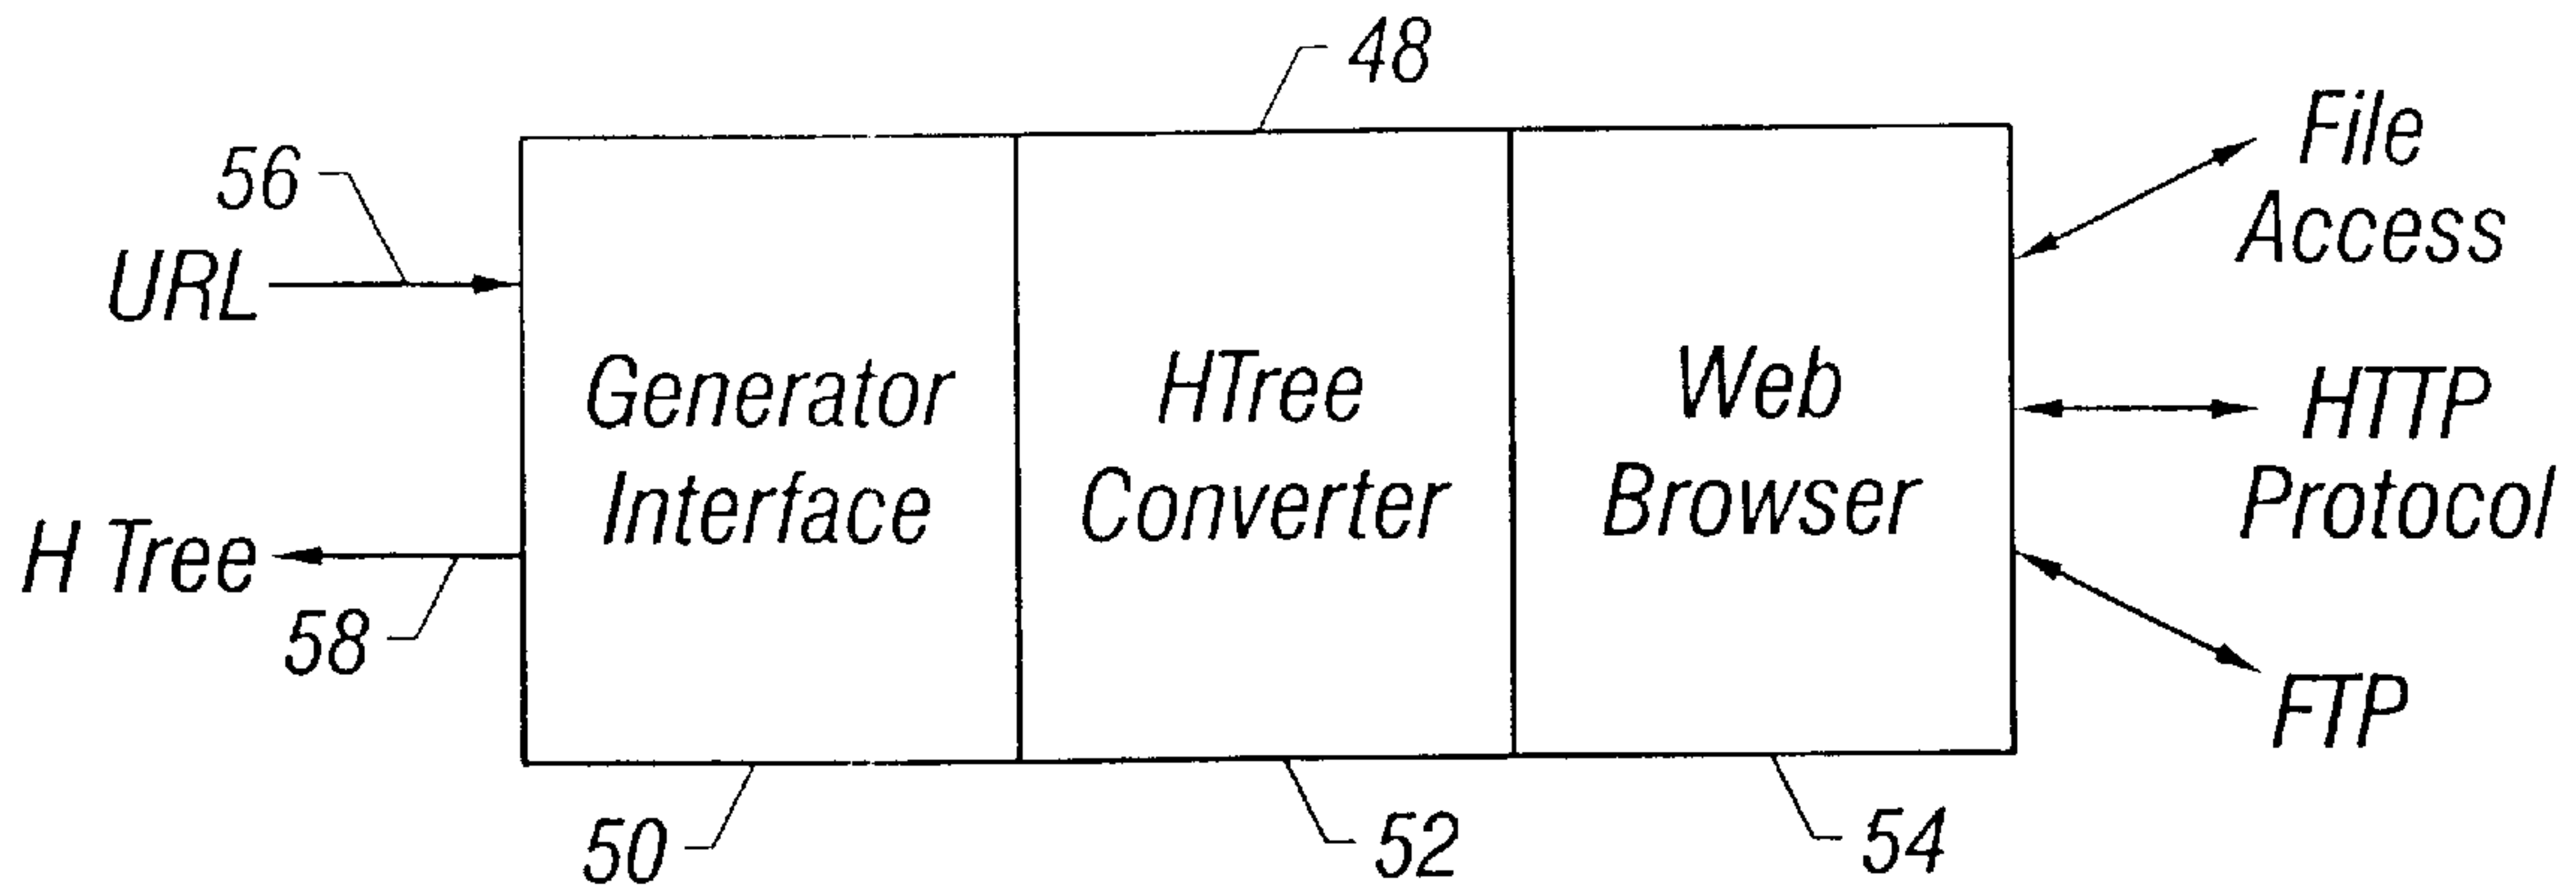 48
56
File
Access
URL
Generator
Interface
HTree
Converter
Web
Browser
HTTP
Protocol
H Tree
58
FTP
50
52
54